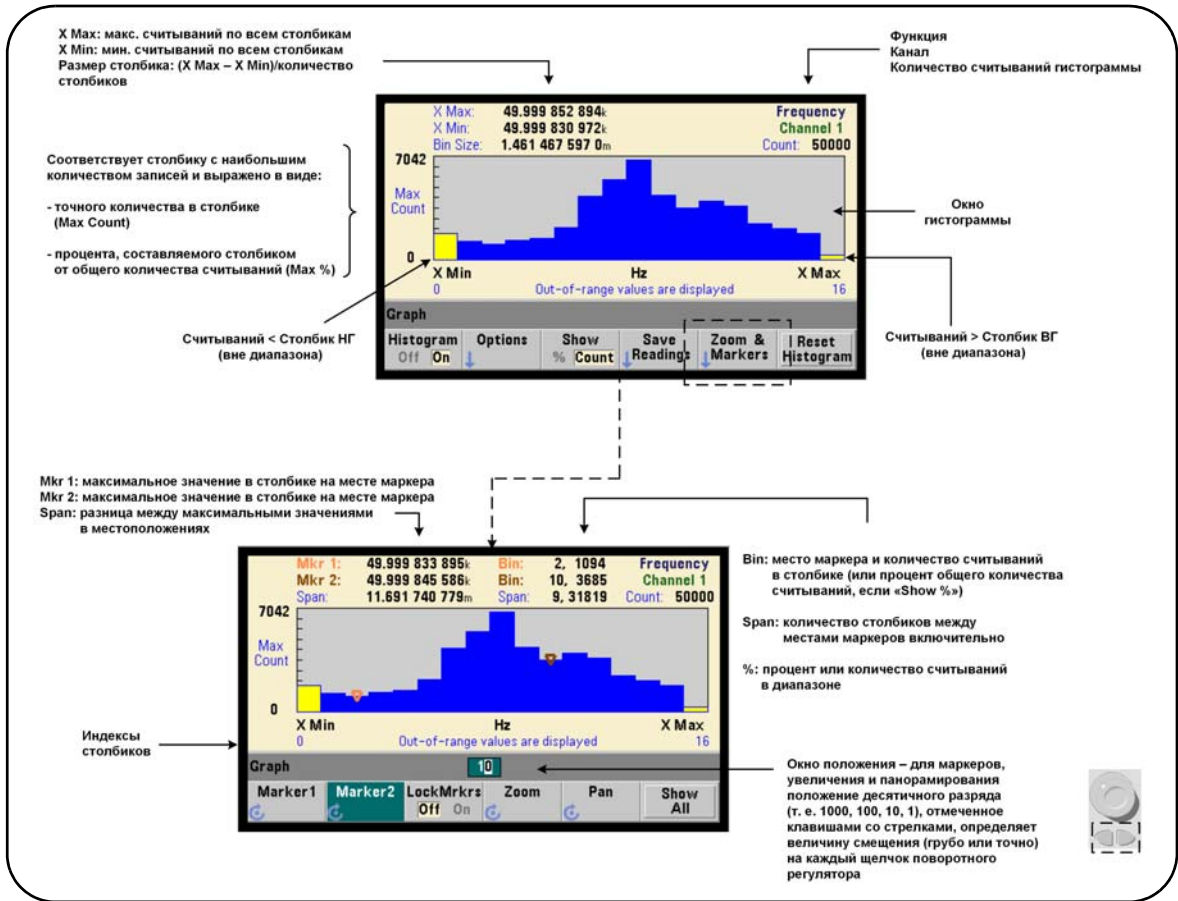 X Max: макс. считываний по всем столбикам
X Min: мин. считываний по всем столбикам
Размер столбика: (X Max – X Min)/количество
столбиков
Функция
Канал
Количество считываний гистограммы
X Max: 49.999 852 894k
X Min: 49.999 830 972k
Bin Size: 1.461 467 597 0m
Frequency
Channel 1
Count: 50000
7042
Max
Count
0
X Min
Hz
X Max
0
Out-of-range values are displayed
16
Graph
Histogram
Off On
Options
Show
% Count
Save
Readings
Zoom &
Markers
Reset
Histogram
Соответствует столбику с наибольшим
количеством записей и выражено в виде:
- точного количества в столбике
(Max Count)
- процента, составляемого столбиком
от общего количества считываний (Max %)
Окно
гистограммы
Считываний < Столбик НГ
(вне диапазона)
Считываний > Столбик ВГ
(вне диапазона)
Mkr 1: максимальное значение в столбике на месте маркера
Mkr 2: максимальное значение в столбике на месте маркера
Span: разница между максимальными значениями
в местоположениях
Mkr 1: 49.999 833 895k Bin: 2, 1094 Frequency
Mkr 2: 49.999 845 586k Bin: 10, 3685 Channel 1
Span: 11.691 740 779m Span: 9, 31819 Count: 50000
7042
Max
Count
0
X Min
Hz
X Max
0
Out-of-range values are displayed
16
Graph
10
Marker1
Marker2
LockMrkrs
Off On
Zoom
Pan
Show
All
Bin: место маркера и количество считываний
в столбике (или процент общего количества
считываний, если «Show %»)
Span: количество столбиков между
местами маркеров включительно
%: процент или количество считываний
в диапазоне
Индексы
столбиков
Окно положения – для маркеров,
увеличения и панорамирования
положение десятичного разряда
(т. е. 1000, 100, 10, 1), отмеченное
клавишами со стрелками, определяет
величину смещения (грубо или точно)
на каждый щелчок поворотного
регулятора